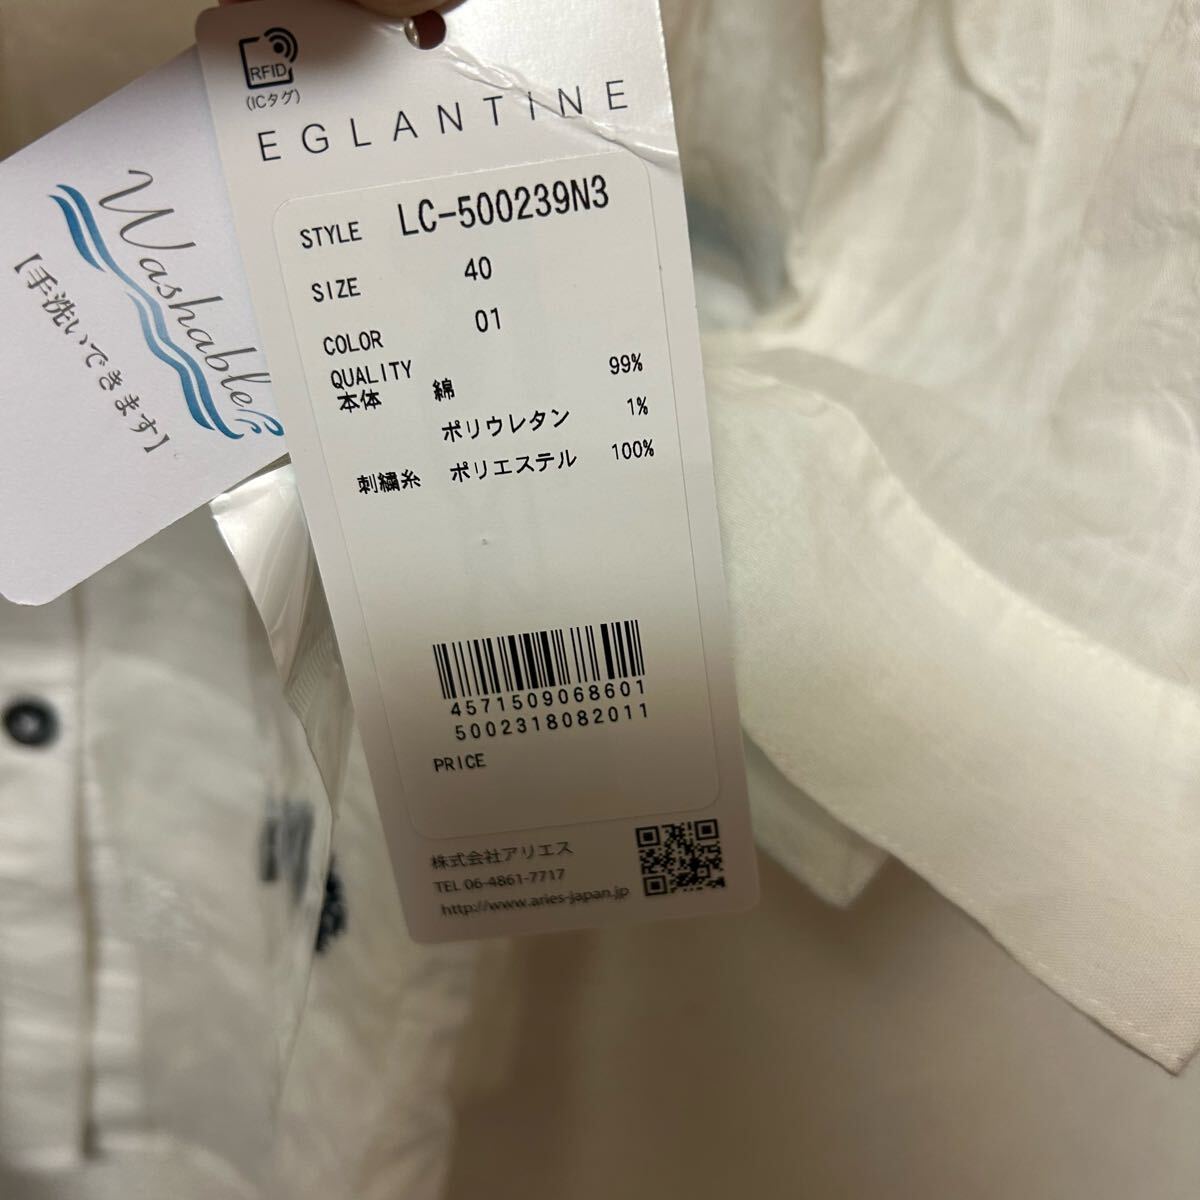 RFID
(ICタグ)
EGLANTINE
Washable
【手洗いできます】
STYLE LC-500239N3
SIZE 40
COLOR 01
QUALITY
本体 綿 99%
ポリウレタン 1%
刺繍糸 ポリエステル 100%
4571509068601
5002318082011
PRICE
株式会社アリエス
TEL 06-4861-7717
http://www.aries-japan.jp